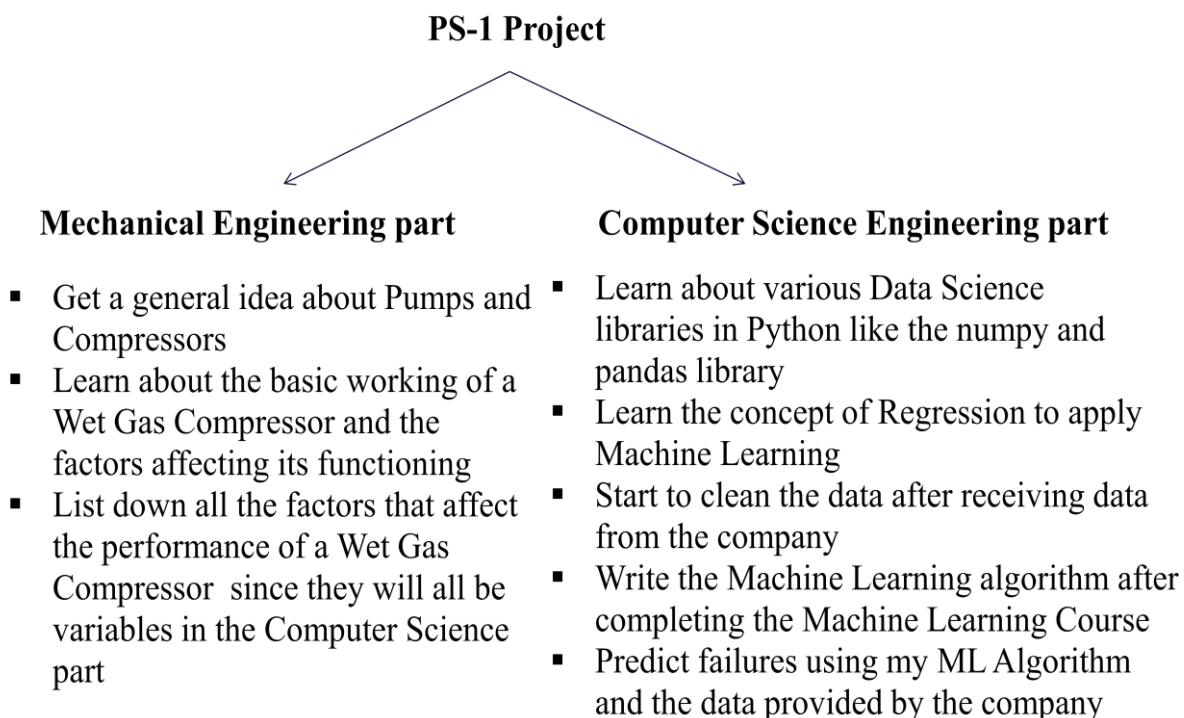 PS-1 Project
Mechanical Engineering part
▪ Get a general idea about Pumps and
Compressors
▪ Learn about the basic working of a
Wet Gas Compressor and the
factors affecting its functioning
▪ List down all the factors that affect
the performance of a Wet Gas
Compressor since they will all be
variables in the Computer Science
part
Computer Science Engineering part
▪ Learn about various Data Science
libraries in Python like the numpy and
pandas library
▪ Learn the concept of Regression to apply
Machine Learning
▪ Start to clean the data after receiving data
from the company
▪ Write the Machine Learning algorithm after
completing the Machine Learning Course
▪ Predict failures using my ML Algorithm
and the data provided by the company